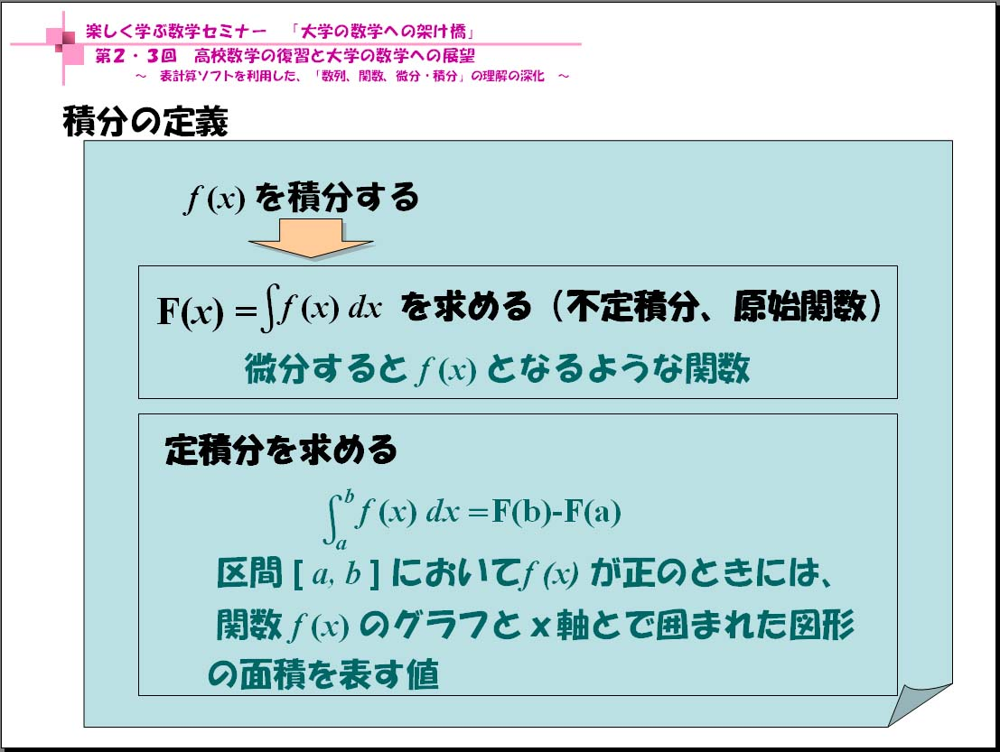 楽しく学ぶ数学セミナー 「大学の数学への架け橋」
第2・3回 高校数学の復習と大学の数学への展望
～ 表計算ソフトを利用した、「数列、関数、微分・積分」の理解の深化 ～
積分の定義
f (x) を積分する
F(x) = ∫ f (x) dx を求める（不定積分、原始関数）
微分すると f (x) となるような関数
定積分を求める
∫_a^b f (x) dx =F(b)-F(a)
区間 [ a, b ] において f (x) が正のときには、
関数 f (x) のグラフとｘ軸とで囲まれた図形
の面積を表す値